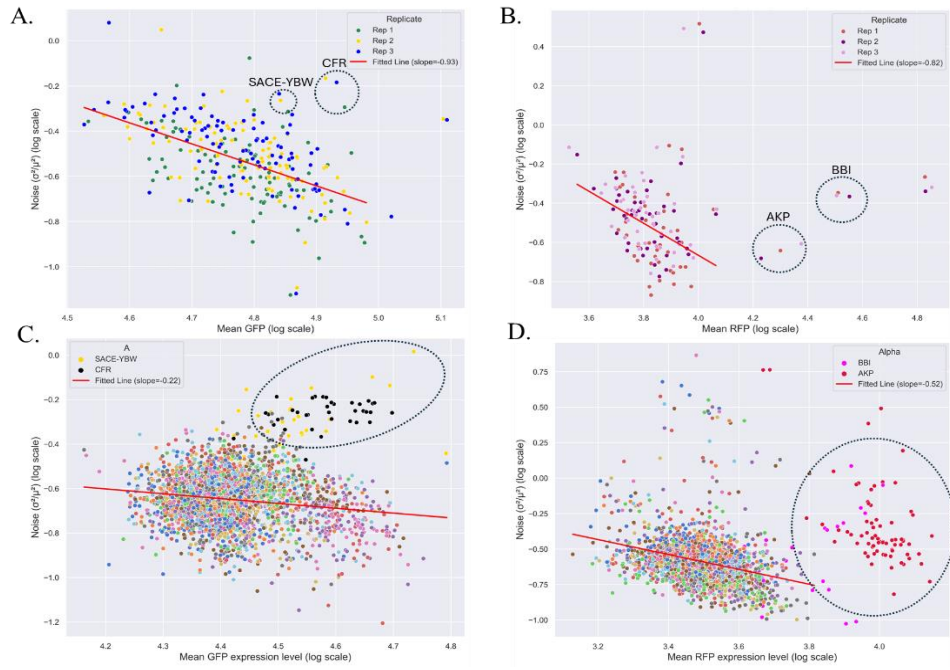 A.
Replicate
Rep 1
Rep 2
Rep 3
Fitted Line (slope=-0.93)
SACE-YBW
CFR
0.0
−0.2
−0.4
−0.6
−0.8
−1.0
Noise (σ²/μ²) (log scale)
4.5
4.6
4.7
4.8
4.9
5.0
5.1
Mean GFP (log scale)
B.
Replicate
Rep 1
Rep 2
Rep 3
Fitted Line (slope=-0.82)
BBI
AKP
0.4
0.2
0.0
−0.2
−0.4
−0.6
−0.8
Noise (σ²/μ²) (log scale)
3.6
3.8
4.0
4.2
4.4
4.6
4.8
Mean RFP (log scale)
C.
A
SACE-YBW
CFR
Fitted Line (slope=-0.22)
0.0
−0.2
−0.4
−0.6
−0.8
−1.0
−1.2
Noise (σ²/μ²) (log scale)
4.2
4.3
4.4
4.5
4.6
4.7
4.8
Mean GFP expression level (log scale)
D.
Alpha
BBI
AKP
Fitted Line (slope=-0.52)
0.75
0.50
0.25
0.00
−0.25
−0.50
−0.75
−1.00
Noise (σ²/μ²) (log scale)
3.2
3.4
3.6
3.8
4.0
Mean RFP expression level (log scale)